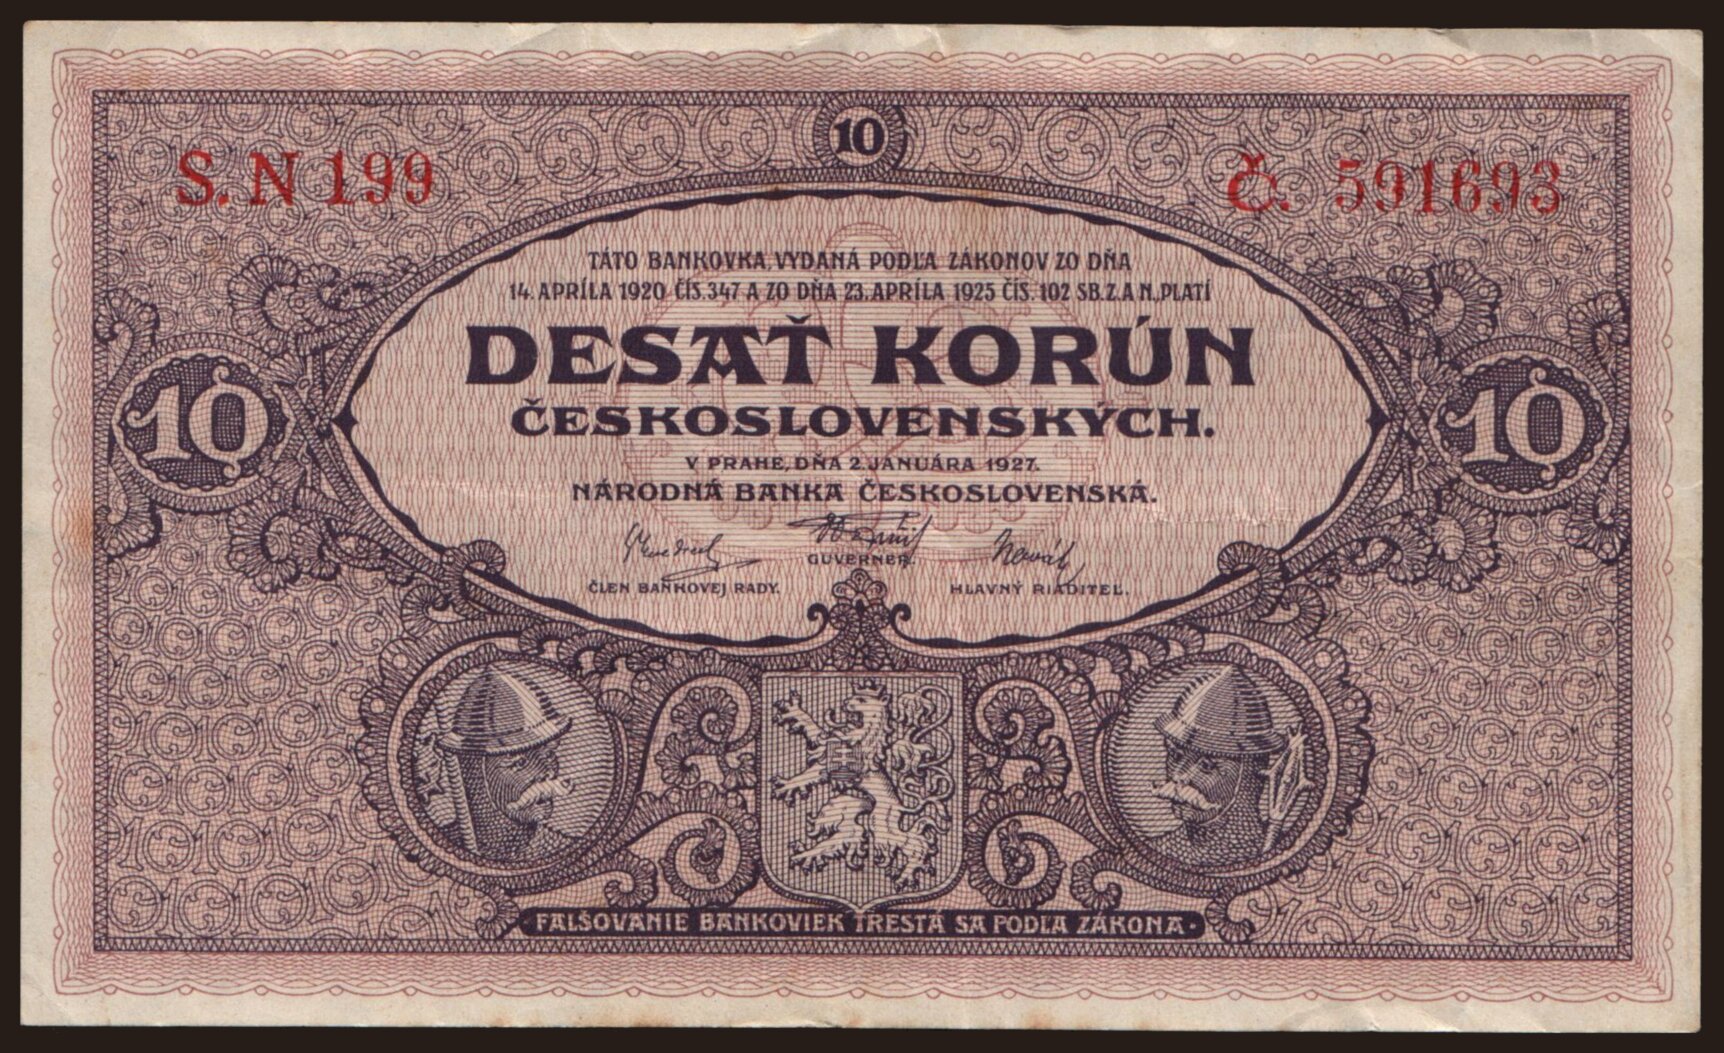 10
S. N 199
Č. 591693
TÁTO BANKOVKA, VYDANÁ PODĽA ZÁKONOV ZO DŇA
14. APRÍLA 1920 ČÍS. 347 A ZO DŇA 23. APRÍLA 1925 ČÍS. 102 SB. Z. A N., PLATÍ
DESAŤ KORÚN
10
10
ČESKOSLOVENSKÝCH.
V PRAHE, DŇA 2. JANUÁRA 1927.
NÁRODNÁ BANKA ČESKOSLOVENSKÁ.
GUVERNER.
ČLEN BANKOVEJ RADY.
HLAVNÝ RIADITEĽ.
FALŠOVANIE BANKOVIEK TRESTÁ SA PODĽA ZÁKONA